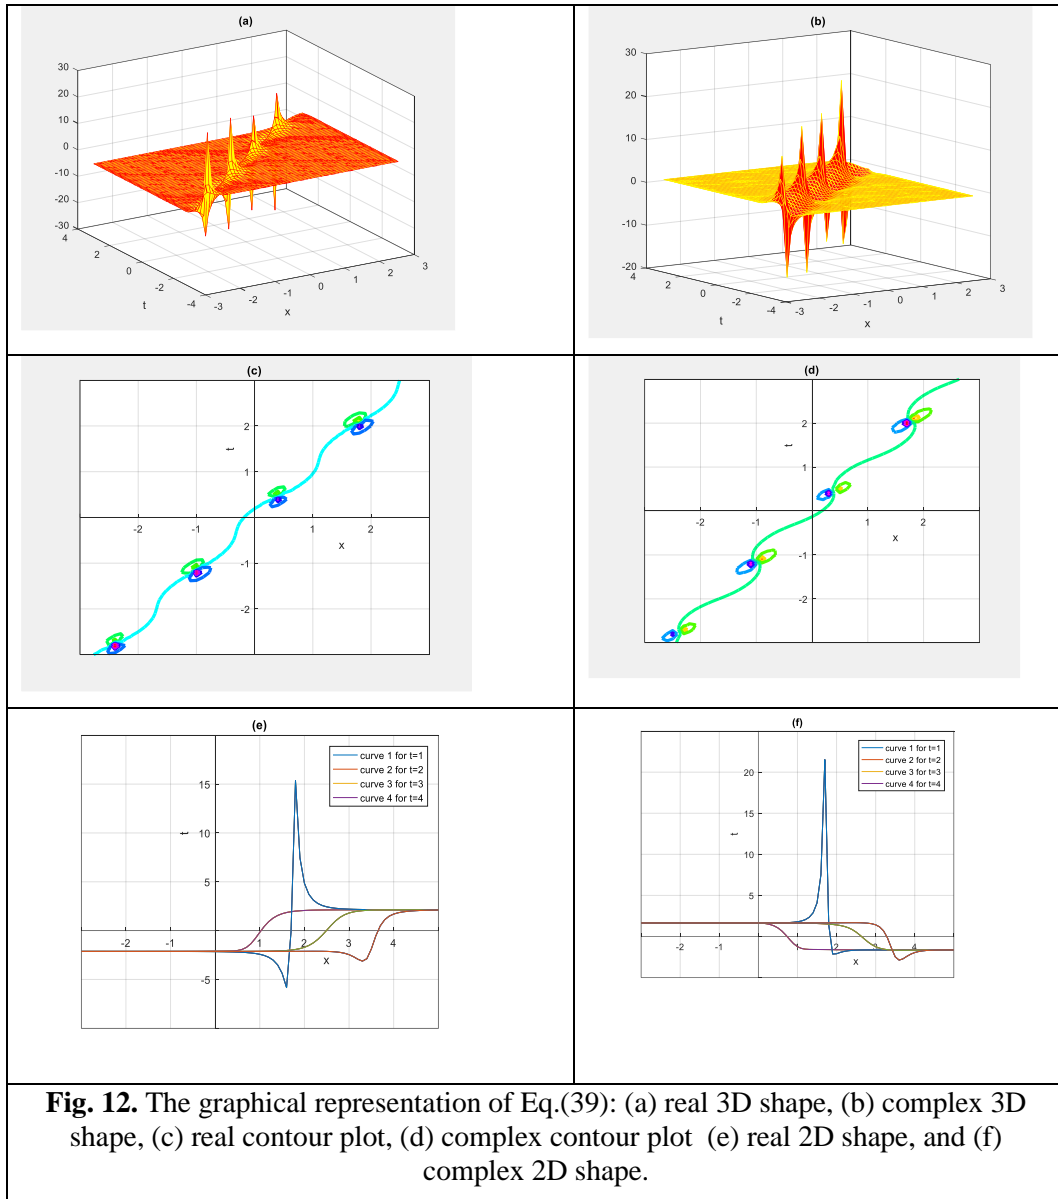 (a)
30
20
10
0
-10
-20
-30
4
2
0
-2
-4
t
-3
-2
-1
0
1
2
3
x
(b)
30
20
10
0
-10
-20
4
2
0
-2
-4
t
-3
-2
-1
0
1
2
3
x
(c)
2
t
1
-2
-1
1
2
x
-1
-2
(d)
2
t
1
-2
-1
1
2
x
-1
-2
(e)
curve 1 for t=1
curve 2 for t=2
curve 3 for t=3
curve 4 for t=4
15
t
10
5
-2
-1
1
2
3
4
x
-5
(f)
curve 1 for t=1
curve 2 for t=2
curve 3 for t=3
curve 4 for t=4
20
t
15
10
5
-2
-1
1
2
3
4
x
Fig. 12. The graphical representation of Eq.(39): (a) real 3D shape, (b) complex 3D
shape, (c) real contour plot, (d) complex contour plot (e) real 2D shape, and (f)
complex 2D shape.